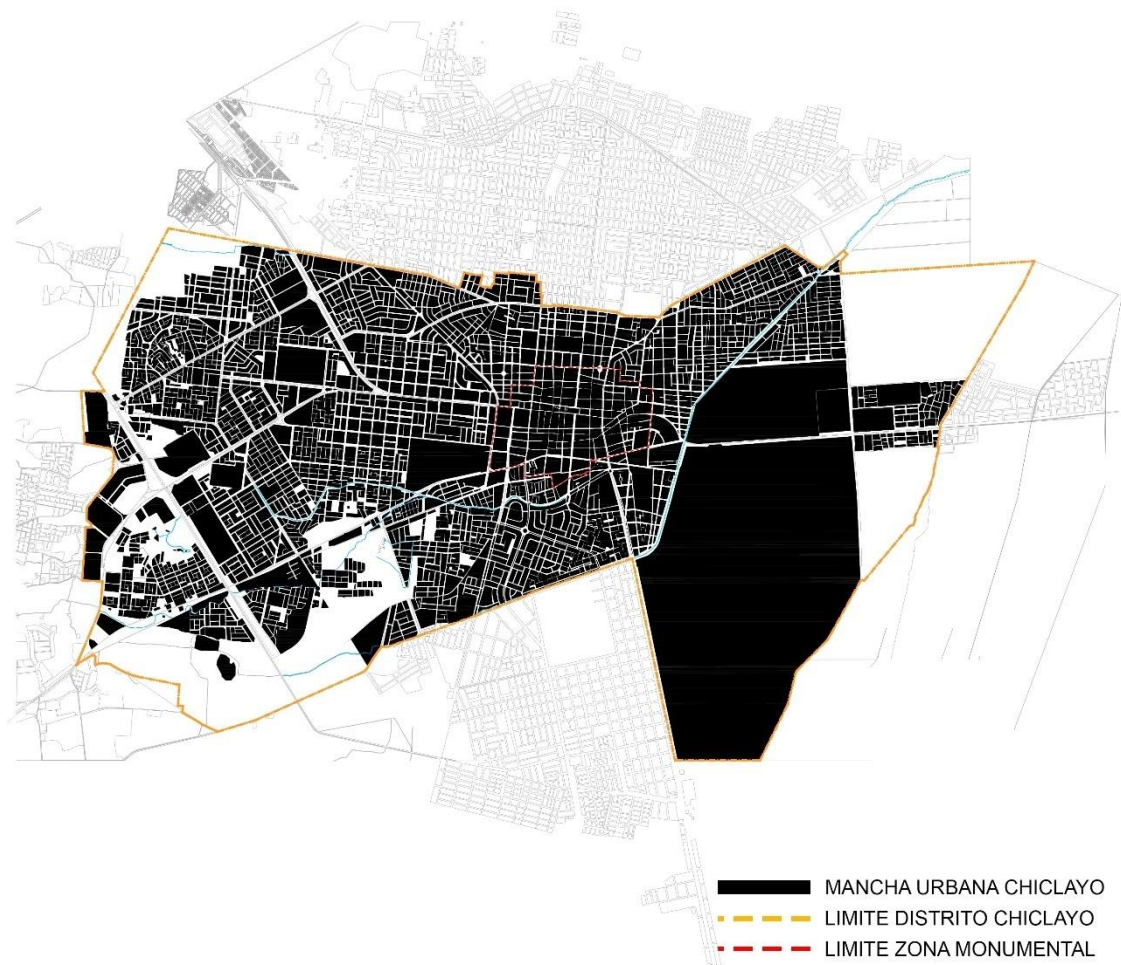 MANCHA URBANA CHICLAYO
LIMITE DISTRITO CHICLAYO
LIMITE ZONA MONUMENTAL